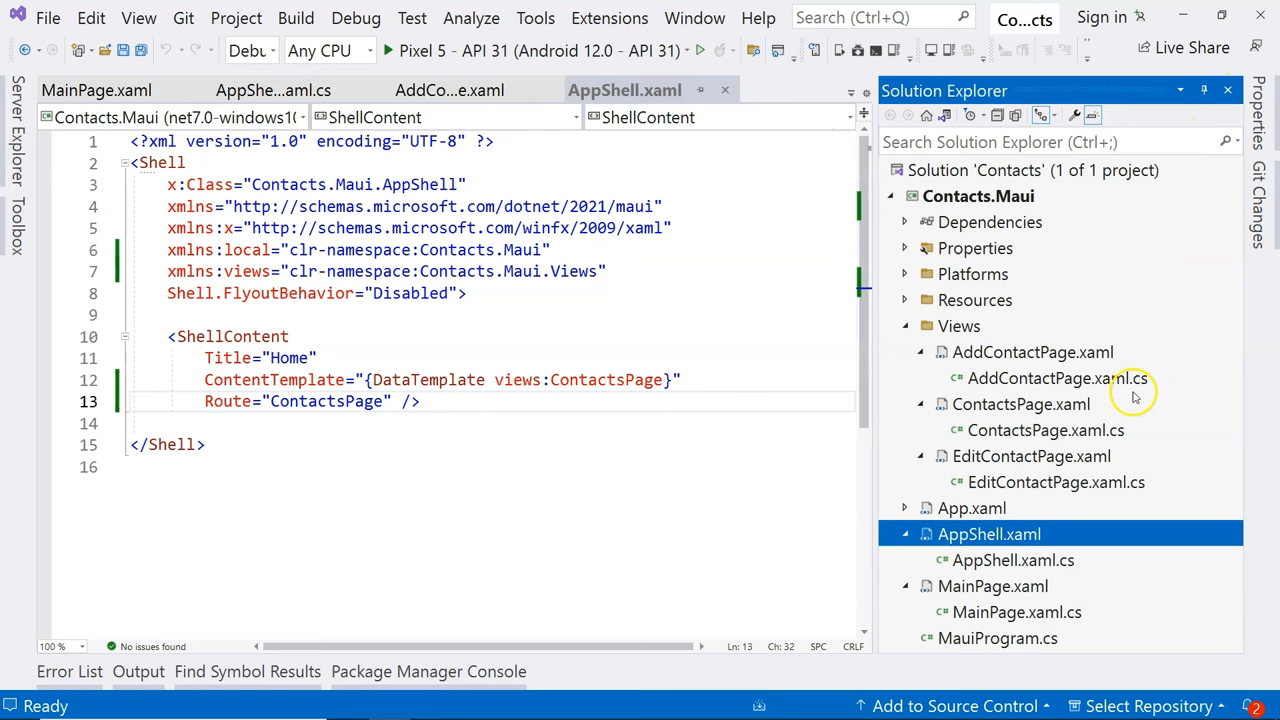 File Edit View Git Project Build Debug Test Analyze Tools Extensions Window Help Search (Ctrl+Q) Co...cts Sign in
Debu Any CPU Pixel 5 - API 31 (Android 12.0 - API 31) Live Share
Server Explorer
Toolbox
MainPage.xaml AppShe...aml.cs AddCo...e.xaml AppShell.xaml
Contacts.Maui (net7.0-windows10 ShellContent ShellContent
1 <?xml version="1.0" encoding="UTF-8" ?>
2 <Shell
3 x:Class="Contacts.Maui.AppShell"
4 xmlns="http://schemas.microsoft.com/dotnet/2021/maui"
5 xmlns:x="http://schemas.microsoft.com/winfx/2009/xaml"
6 xmlns:local="clr-namespace:Contacts.Maui"
7 xmlns:views="clr-namespace:Contacts.Maui.Views"
8 Shell.FlyoutBehavior="Disabled">
9
10 <ShellContent
11 Title="Home"
12 ContentTemplate="{DataTemplate views:ContactsPage}"
13 Route="ContactsPage" />
14
15 </Shell>
16
100 % No issues found Ln: 13 Ch: 32 SPC CRLF
Solution Explorer
Search Solution Explorer (Ctrl+;)
Solution 'Contacts' (1 of 1 project)
Contacts.Maui
Dependencies
Properties
Platforms
Resources
Views
AddContactPage.xaml
C# AddContactPage.xaml.cs
ContactsPage.xaml
C# ContactsPage.xaml.cs
EditContactPage.xaml
C# EditContactPage.xaml.cs
App.xaml
AppShell.xaml
C# AppShell.xaml.cs
MainPage.xaml
C# MainPage.xaml.cs
C# MauiProgram.cs
Properties
Git Changes
Error List Output Find Symbol Results Package Manager Console
Ready Add to Source Control Select Repository 2